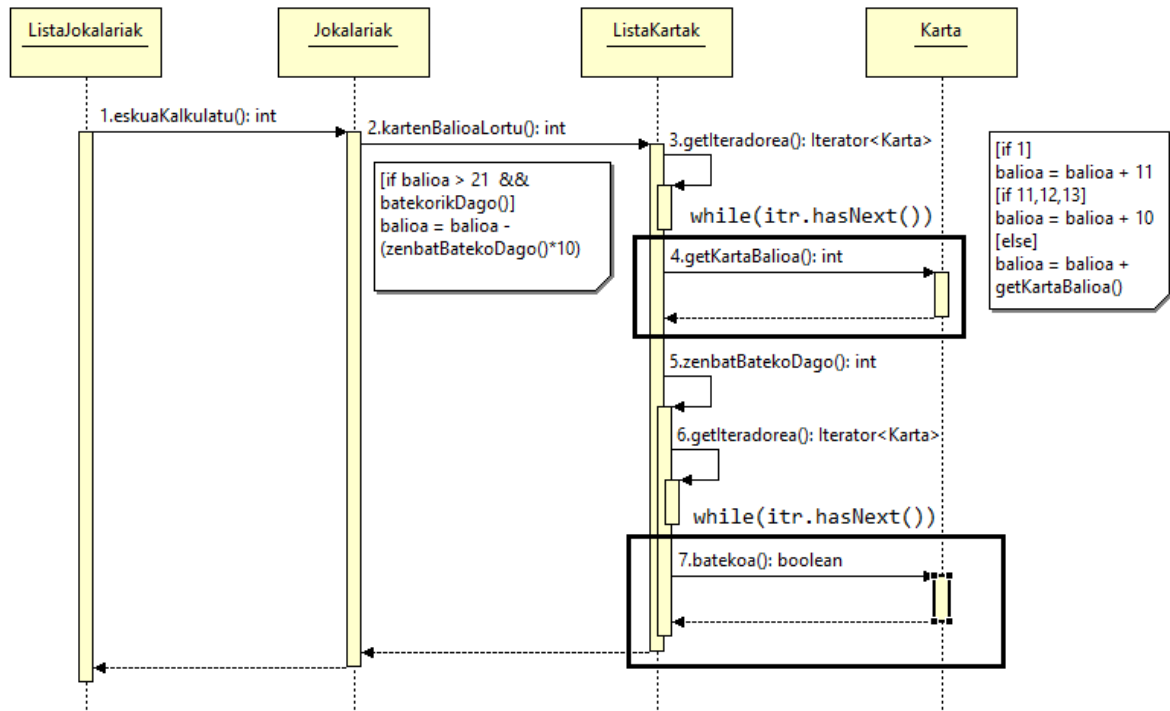 ListaJokalariak
Jokalariak
ListaKartak
Karta
1.eskuaKalkulatu(): int
2.kartenBalioaLortu(): int
3.getIteradorea(): Iterator<Karta>
[if balioa > 21 &&
batekorikDago()]
balioa = balioa -
(zenbatBatekoDago()*10)
[if 1]
balioa = balioa + 11
[if 11,12,13]
balioa = balioa + 10
[else]
balioa = balioa +
getKartaBalioa()
while(itr.hasNext())
4.getKartaBalioa(): int
5.zenbatBatekoDago(): int
6.getIteradorea(): Iterator<Karta>
while(itr.hasNext())
7.batekoa(): boolean